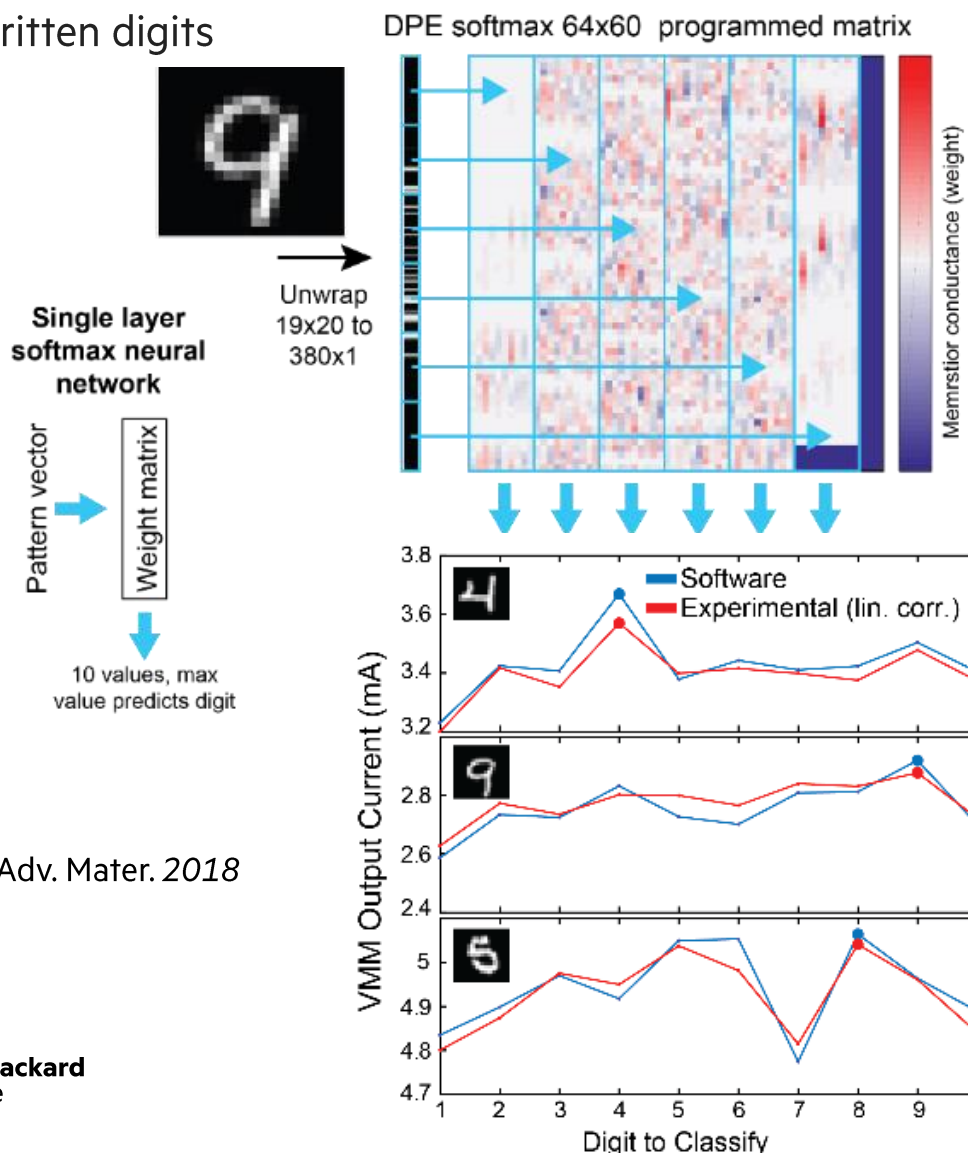 ritten digits
DPE softmax 64x60 programmed matrix
Unwrap
19x20 to
380x1
Memrstior conductance (weight)
Single layer
softmax neural
network
Pattern vector
Weight matrix
10 values, max
value predicts digit
Adv. Mater. 2018
ackard
e
3.8
3.6
3.4
3.2
4
Software
Experimental (lin. corr.)
2.8
2.6
2.4
9
5
4.9
4.8
4.7
VMM Output Current (mA)
1 2 3 4 5 6 7 8 9
Digit to Classify